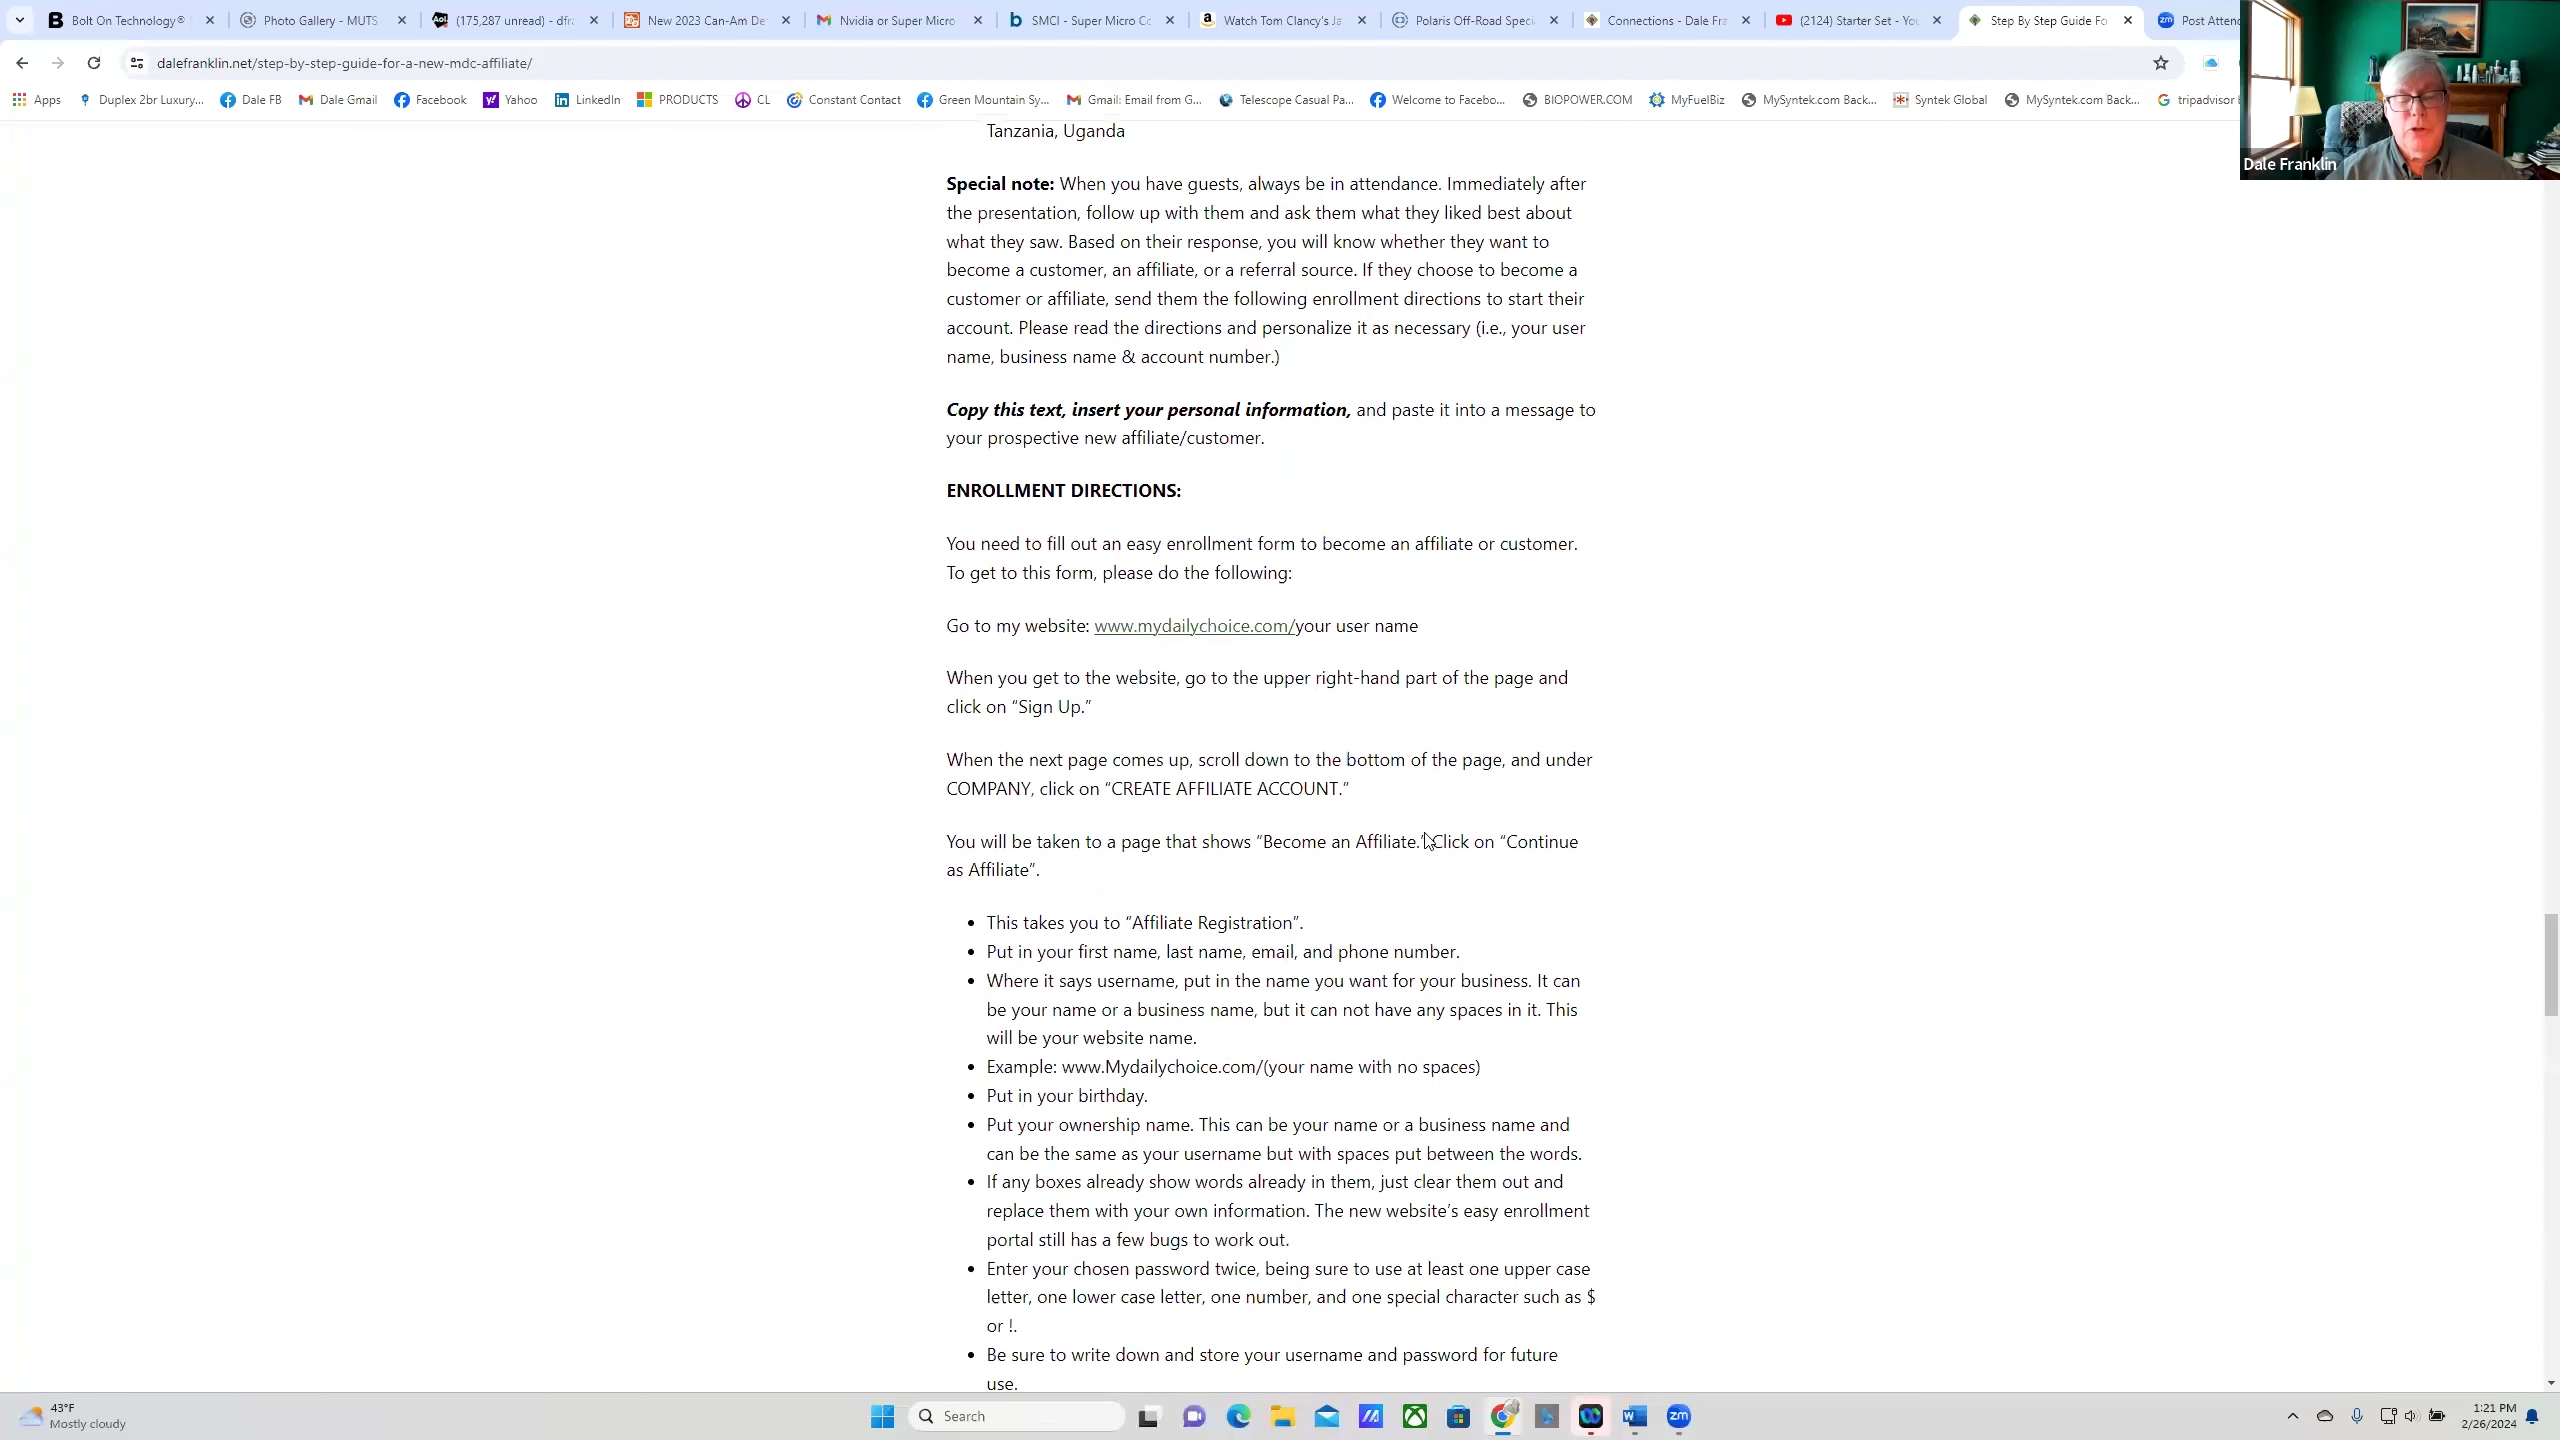 Bolt On Technology®
Photo Gallery - MUTS
(175,287 unread) - dfra
New 2023 Can-Am De
Nvidia or Super Micro
SMCI - Super Micro Co
Watch Tom Clancy's Ja
Polaris Off-Road Speci
Connections - Dale Fra
(2124) Starter Set - You
Step By Step Guide Fo
Post Attend
dalefranklin.net/step-by-step-guide-for-a-new-mdc-affiliate/
Apps
Duplex 2br Luxury...
Dale FB
Dale Gmail
Facebook
Yahoo
LinkedIn
PRODUCTS
CL
Constant Contact
Green Mountain Sy...
Gmail: Email from G...
Telescope Casual Pa...
Welcome to Facebo...
BIOPOWER.COM
MyFuelBiz
MySyntek.com Back...
Syntek Global
MySyntek.com Back...
tripadvisor
Dale Franklin
Tanzania, Uganda
Special note: When you have guests, always be in attendance. Immediately after
the presentation, follow up with them and ask them what they liked best about
what they saw. Based on their response, you will know whether they want to
become a customer, an affiliate, or a referral source. If they choose to become a
customer or affiliate, send them the following enrollment directions to start their
account. Please read the directions and personalize it as necessary (i.e., your user
name, business name & account number.)
Copy this text, insert your personal information, and paste it into a message to
your prospective new affiliate/customer.
ENROLLMENT DIRECTIONS:
You need to fill out an easy enrollment form to become an affiliate or customer.
To get to this form, please do the following:
Go to my website: www.mydailychoice.com/your user name
When you get to the website, go to the upper right-hand part of the page and
click on “Sign Up.”
When the next page comes up, scroll down to the bottom of the page, and under
COMPANY, click on “CREATE AFFILIATE ACCOUNT.”
You will be taken to a page that shows “Become an Affiliate.” Click on “Continue
as Affiliate”.
• This takes you to “Affiliate Registration”.
• Put in your first name, last name, email, and phone number.
• Where it says username, put in the name you want for your business. It can
be your name or a business name, but it can not have any spaces in it. This
will be your website name.
• Example: www.Mydailychoice.com/(your name with no spaces)
• Put in your birthday.
• Put your ownership name. This can be your name or a business name and
can be the same as your username but with spaces put between the words.
• If any boxes already show words already in them, just clear them out and
replace them with your own information. The new website’s easy enrollment
portal still has a few bugs to work out.
• Enter your chosen password twice, being sure to use at least one upper case
letter, one lower case letter, one number, and one special character such as $
or !.
• Be sure to write down and store your username and password for future
use.
43°F
Mostly cloudy
Search
1:21 PM
2/26/2024